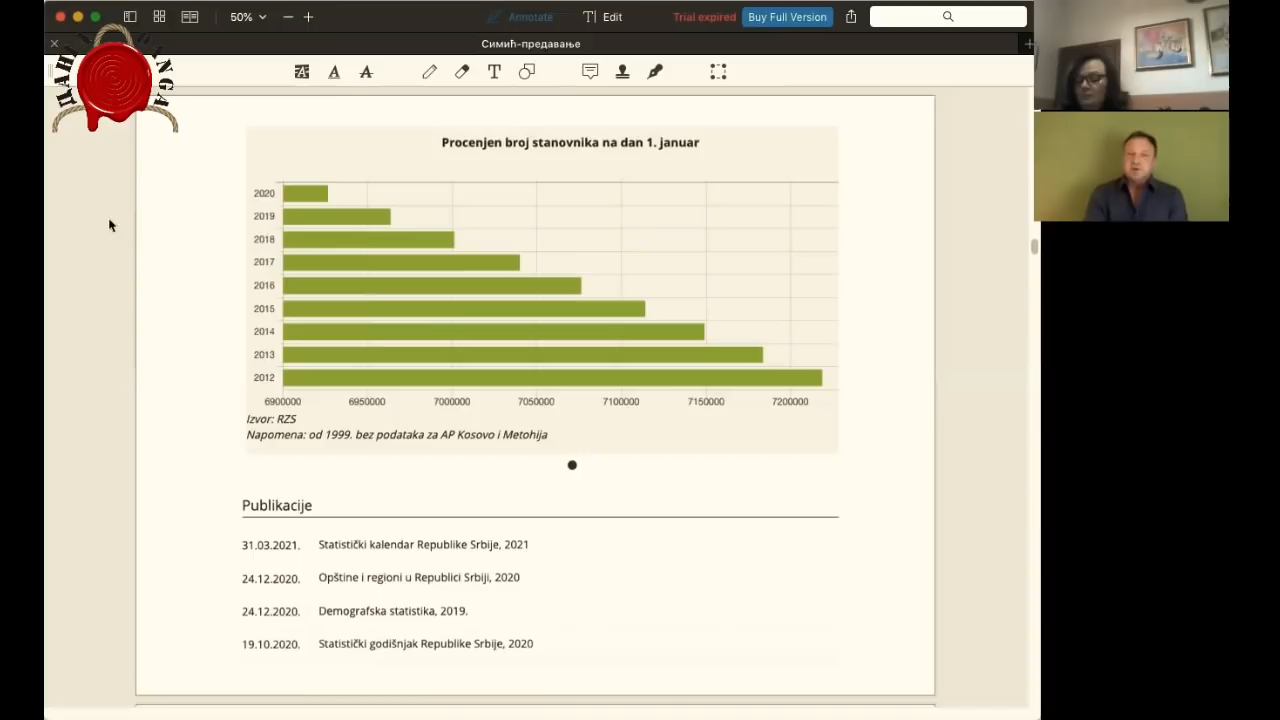 50%
Annotate
Edit
Trial expired
Buy Full Version
Симић-предавање
Procenjen broj stanovnika na dan 1. januar
2020
2019
2018
2017
2016
2015
2014
2013
2012
6900000 6950000 7000000 7050000 7100000 7150000 7200000
Izvor: RZS
Napomena: od 1999. bez podataka za AP Kosovo i Metohija
Publikacije
31.03.2021. Statistički kalendar Republike Srbije, 2021
24.12.2020. Opštine i regioni u Republici Srbiji, 2020
24.12.2020. Demografska statistika, 2019.
19.10.2020. Statistički godišnjak Republike Srbije, 2020